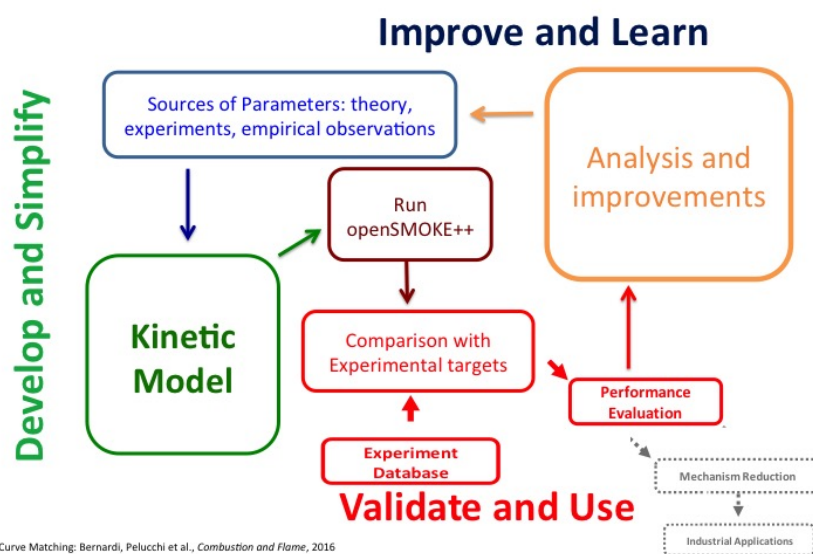 Improve and Learn
Develop and Simplify
Sources of Parameters: theory,
experiments, empirical observations
Analysis and
improvements
Run
openSMOKE++
Kinetic
Model
Comparison with
Experimental targets
Performance
Evaluation
Experiment
Database
Mechanism Reduction
Validate and Use
Industrial Applications
Curve Matching: Bernardi, Pelucchi et al., Combustion and Flame, 2016